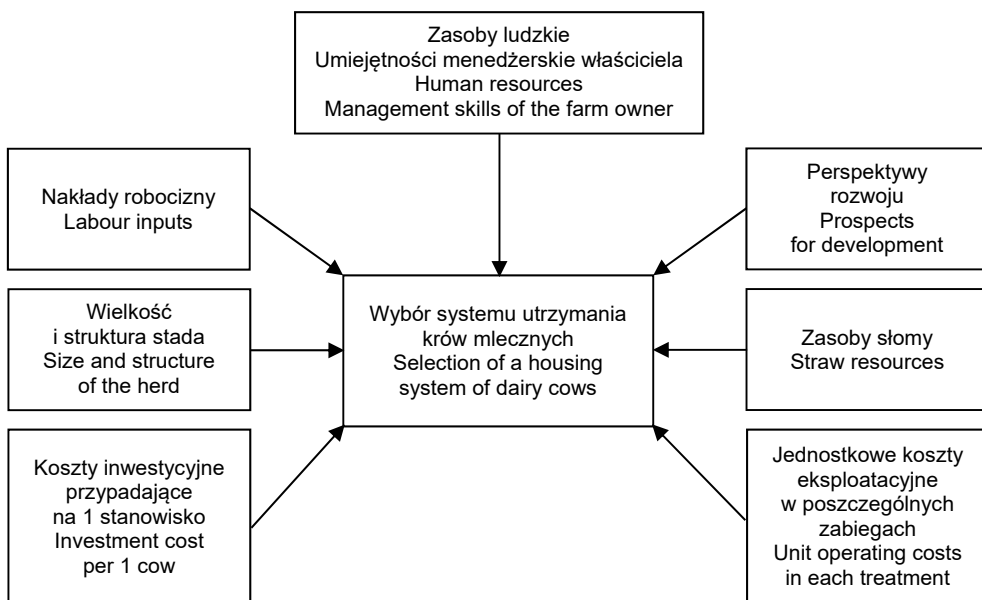 Zasoby ludzkie
Umiejętności menedżerskie właściciela
Human resources
Management skills of the farm owner
Nakłady robocizny
Labour inputs
Perspektywy
rozwoju
Prospects
for development
Wielkość
i struktura stada
Size and structure
of the herd
Wybór systemu utrzymania
krów mlecznych
Selection of a housing
system of dairy cows
Zasoby słomy
Straw resources
Koszty inwestycyjne
przypadające
na 1 stanowisko
Investment cost
per 1 cow
Jednostkowe koszty
eksploatacyjne
w poszczególnych
zabiegach
Unit operating costs
in each treatment